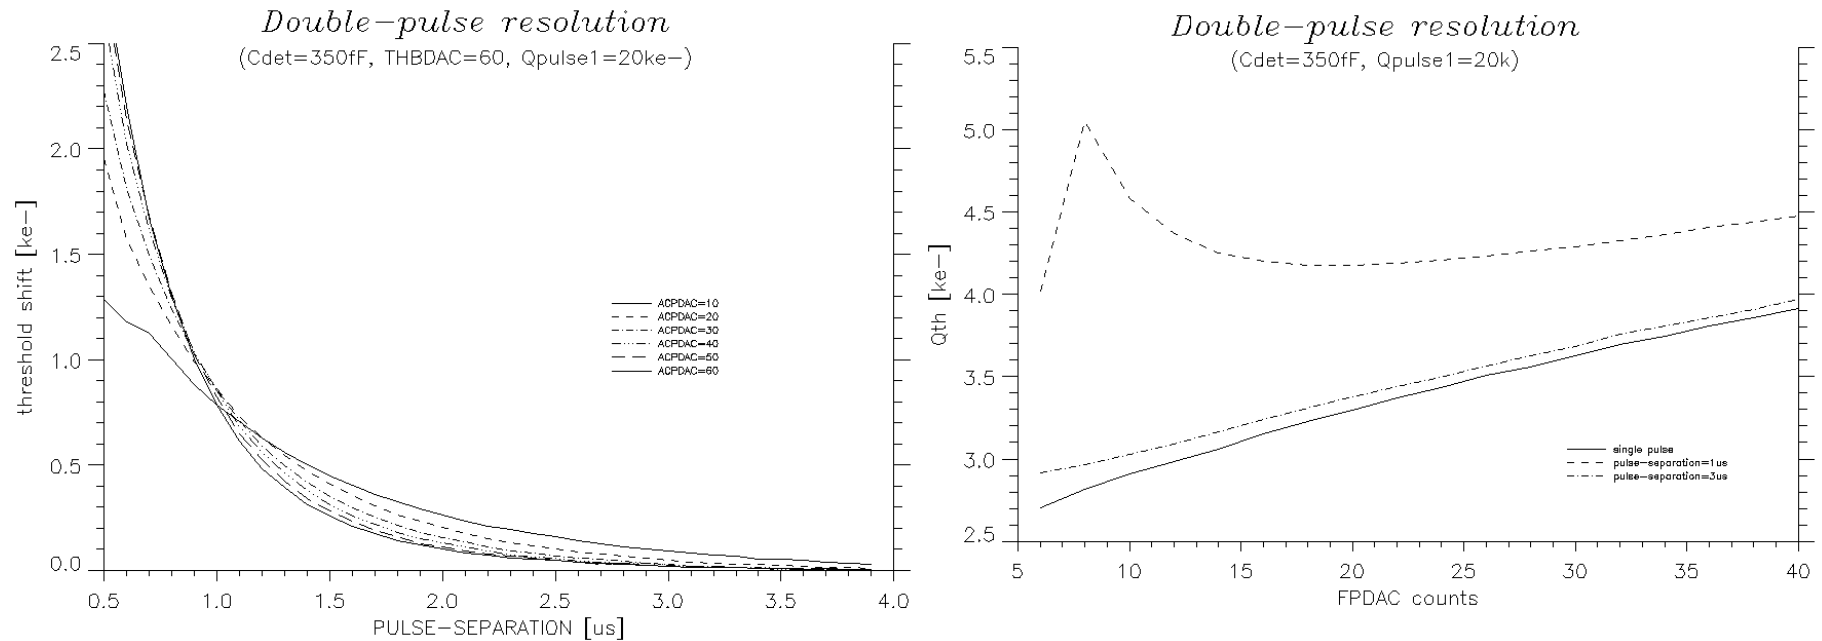 Double-pulse resolution
(Cdet=350fF, THBDAC=60, Qpulse1=20ke-)
2.5
2.0
1.5
1.0
0.5
0.0
threshold shift [ke-]
ACPDAC=10
ACPDAC=20
ACPDAC=30
ACPDAC=40
ACPDAC=50
ACPDAC=60
0.5 1.0 1.5 2.0 2.5 3.0 3.5 4.0
PULSE-SEPARATION [us]
Double-pulse resolution
(Cdet=350fF, Qpulse1=20k)
5.5
5.0
4.5
4.0
3.5
3.0
2.5
Qth [ke-]
single pulse
pulse-separation=1us
pulse-separation=3us
5 10 15 20 25 30 35 40
FPDAC counts